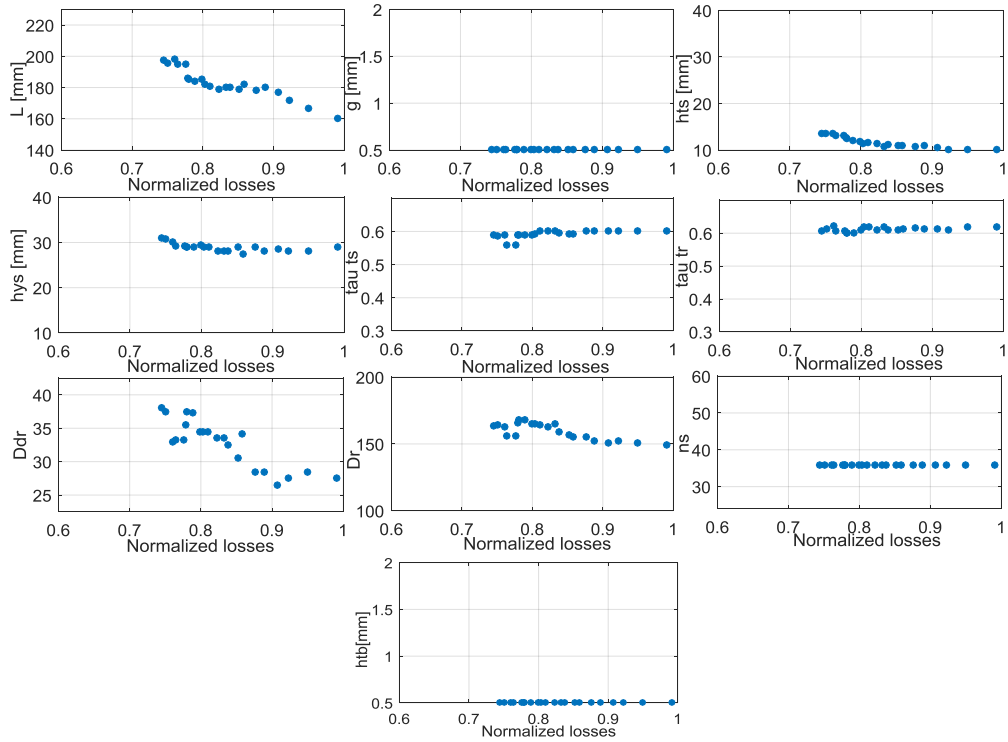 220
200
180
160
140
L [mm]
0.6 0.7 0.8 0.9 1
Normalized losses
2
1.5
1
0.5
g [mm]
0.6 0.7 0.8 0.9 1
Normalized losses
40
30
20
10
hts [mm]
0.6 0.7 0.8 0.9 1
Normalized losses
40
30
20
10
hys [mm]
0.6 0.7 0.8 0.9 1
Normalized losses
0.6
0.5
0.4
0.3
tau ts
0.6 0.7 0.8 0.9 1
Normalized losses
0.6
0.5
0.4
0.3
tau tr
0.6 0.7 0.8 0.9 1
Normalized losses
40
35
30
25
Ddr
0.6 0.7 0.8 0.9 1
Normalized losses
200
150
100
Dr
0.6 0.7 0.8 0.9 1
Normalized losses
60
50
40
30
ns
0.6 0.7 0.8 0.9 1
Normalized losses
2
1.5
1
0.5
htb[mm]
0.6 0.7 0.8 0.9 1
Normalized losses